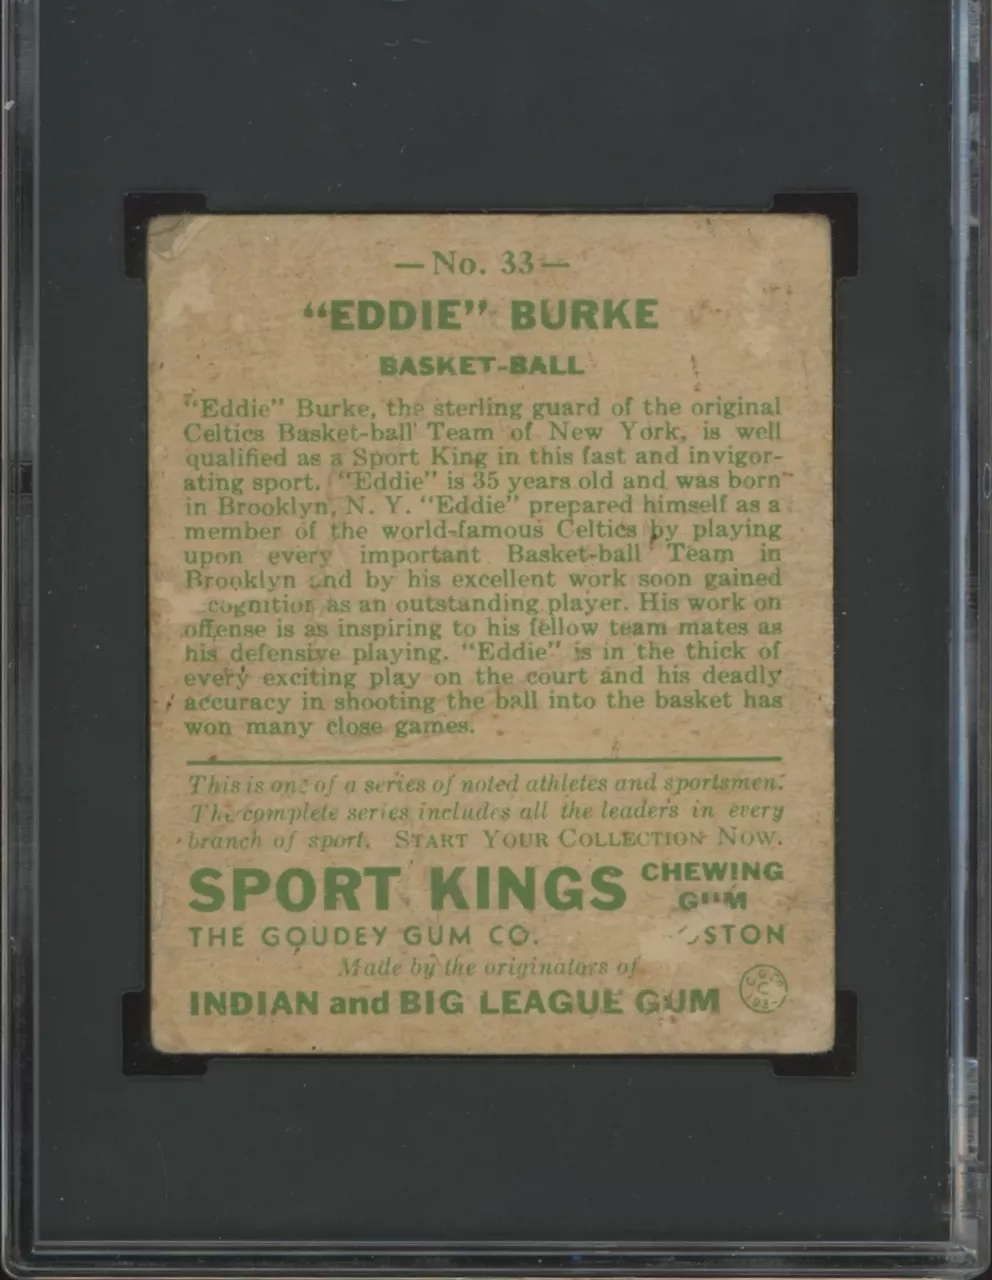 —No. 33—
“EDDIE” BURKE
BASKET-BALL
“Eddie” Burke, the sterling guard of the original
Celtics Basket-ball Team of New York, is well
qualified as a Sport King in this fast and invigor-
ating sport. “Eddie” is 35 years old and was born
in Brooklyn, N. Y. “Eddie” prepared himself as a
member of the world-famous Celtics by playing
upon every important Basket-ball Team in
Brooklyn and by his excellent work soon gained
cognition as an outstanding player. His work on
offense is as inspiring to his fellow team mates as
his defensive playing. “Eddie” is in the thick of
every exciting play on the court and his deadly
accuracy in shooting the ball into the basket has
won many close games.
This is one of a series of noted athletes and sportsmen.
The complete series includes all the leaders in every
branch of sport. START YOUR COLLECTION NOW.
SPORT KINGS CHEWING
GUM
THE GOUDEY GUM CO. OSTON
Made by the originators of
INDIAN and BIG LEAGUE GUM